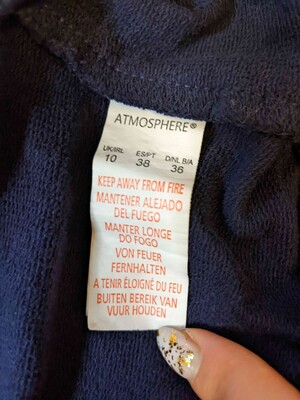 ATMOSPHERE®
UK/IRL ES/PT D/NL B/A
10 38 36
KEEP AWAY FROM FIRE
MANTENER ALEJADO
DEL FUEGO
MANTER LONGE
DO FOGO
VON FEUER
FERNHALTEN
A TENIR ÉLOIGNÉ DU FEU
BUITEN BEREIK VAN
VUUR HOUDEN